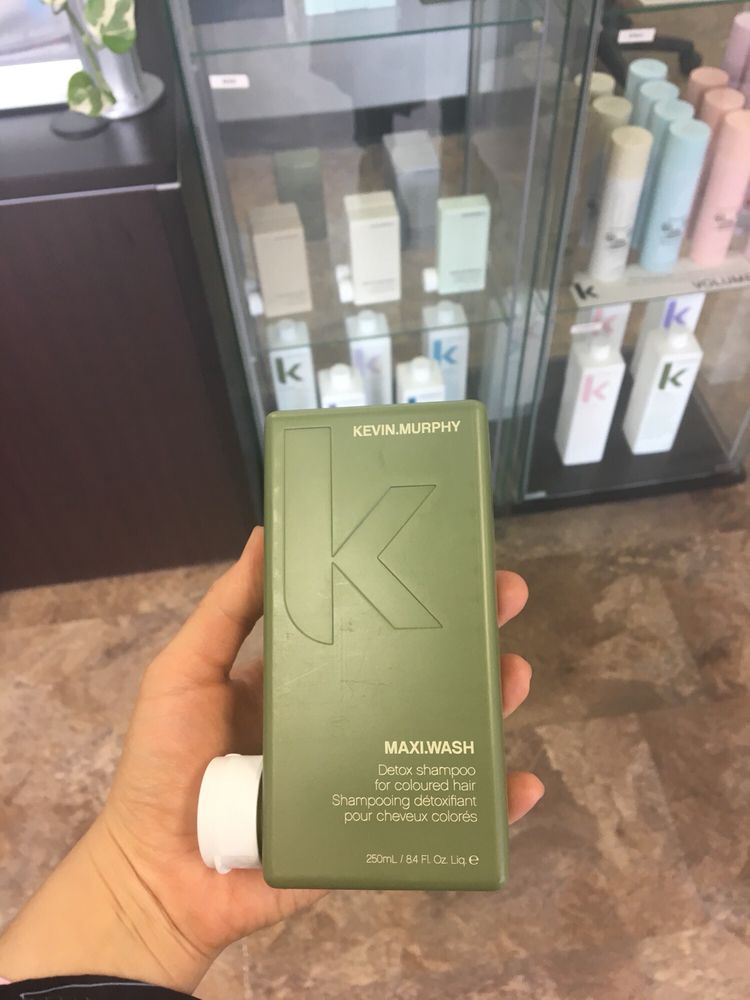 KEVIN.MURPHY
MAXI.WASH
Detox shampoo
for coloured hair
Shampooing détoxifiant
pour cheveux colorés
250mL / 8.4 Fl. Oz. Liq. ℮
k
k
k
k
k
k
k